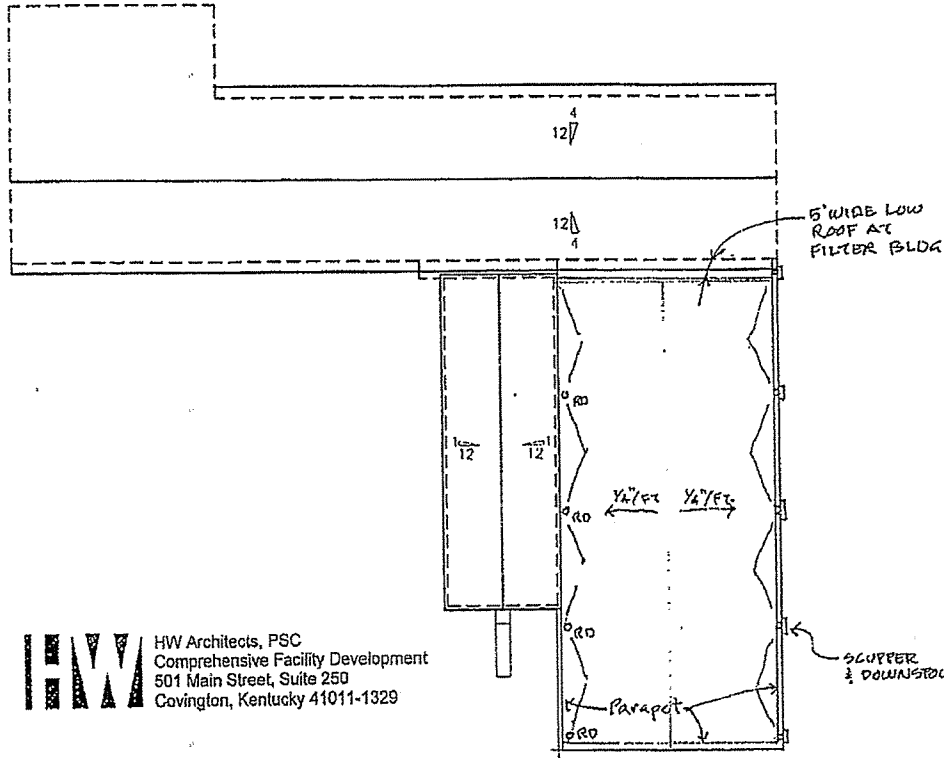 4
12
12
4
5' WIDE LOW
ROOF AT
FILTER BLDG
RD
1
12
12
1
1/4"/FT
1/4"/FT.
RD
RD
SCUPPER
& DOWNSPO
Parapet
RD
HW
HW Architects, PSC
Comprehensive Facility Development
501 Main Street, Suite 250
Covington, Kentucky 41011-1329